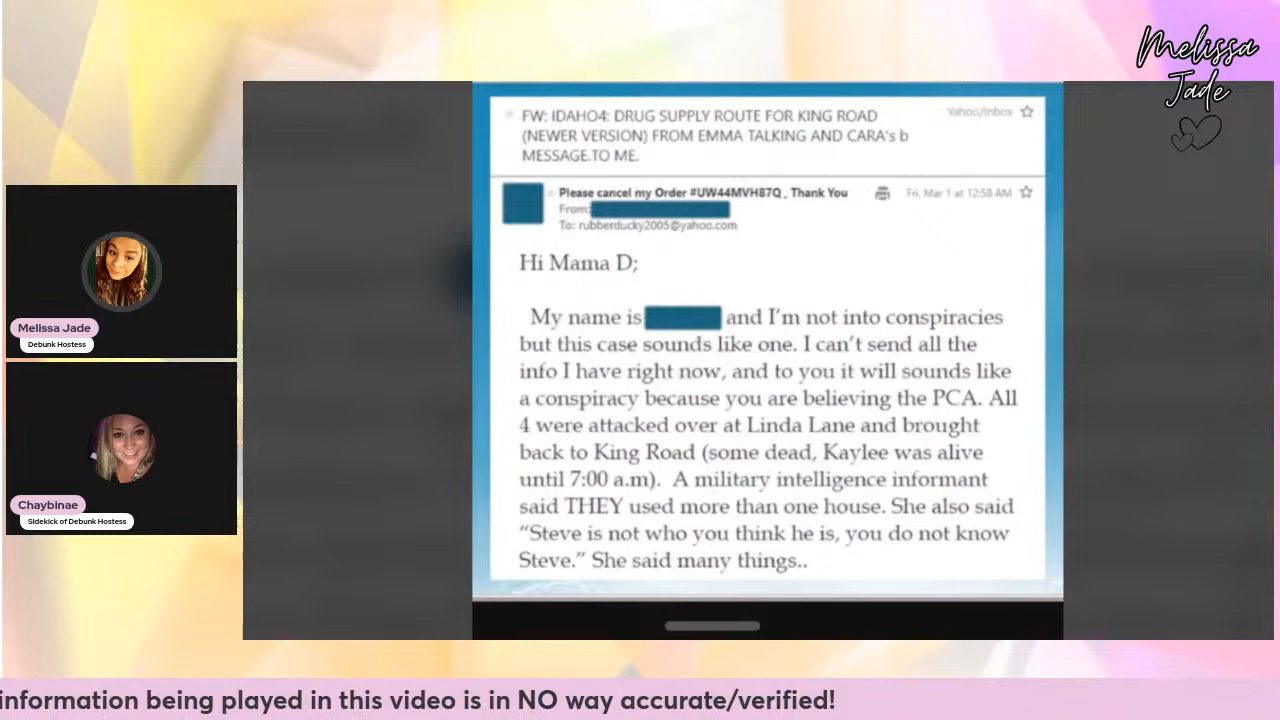 Melissa
Jade
FW: IDAHO4: DRUG SUPPLY ROUTE FOR KING ROAD
(NEWER VERSION) FROM EMMA TALKING AND CARA's b
MESSAGE.TO ME.
Yahoo/Inbox
Please cancel my Order #UW44MVH87Q , Thank You
Fri, Mar 1 at 12:58 AM
From:
To: rubberducky2005@yahoo.com
Hi Mama D;
My name is and I'm not into conspiracies
but this case sounds like one. I can't send all the
info I have right now, and to you it will sounds like
a conspiracy because you are believing the PCA. All
4 were attacked over at Linda Lane and brought
back to King Road (some dead, Kaylee was alive
until 7:00 a.m). A military intelligence informant
said THEY used more than one house. She also said
“Steve is not who you think he is, you do not know
Steve.” She said many things..
Melissa Jade
Debunk Hostess
Chaybinae
Sidekick of Debunk Hostess
information being played in this video is in NO way accurate/verified!